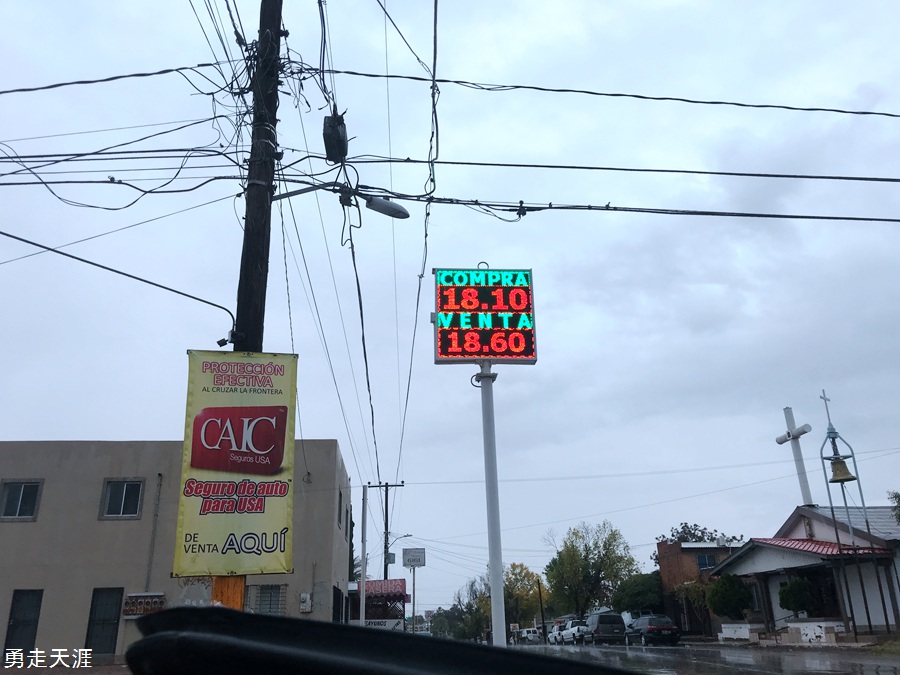 COMPRA
18.10
VENTA
18.60
PROTECCIÓN
EFECTIVA
AL CRUZAR LA FRONTERA
CAIC
Seguros USA
Seguro de auto
para USA
DE
VENTA AQUÍ
勇走天涯